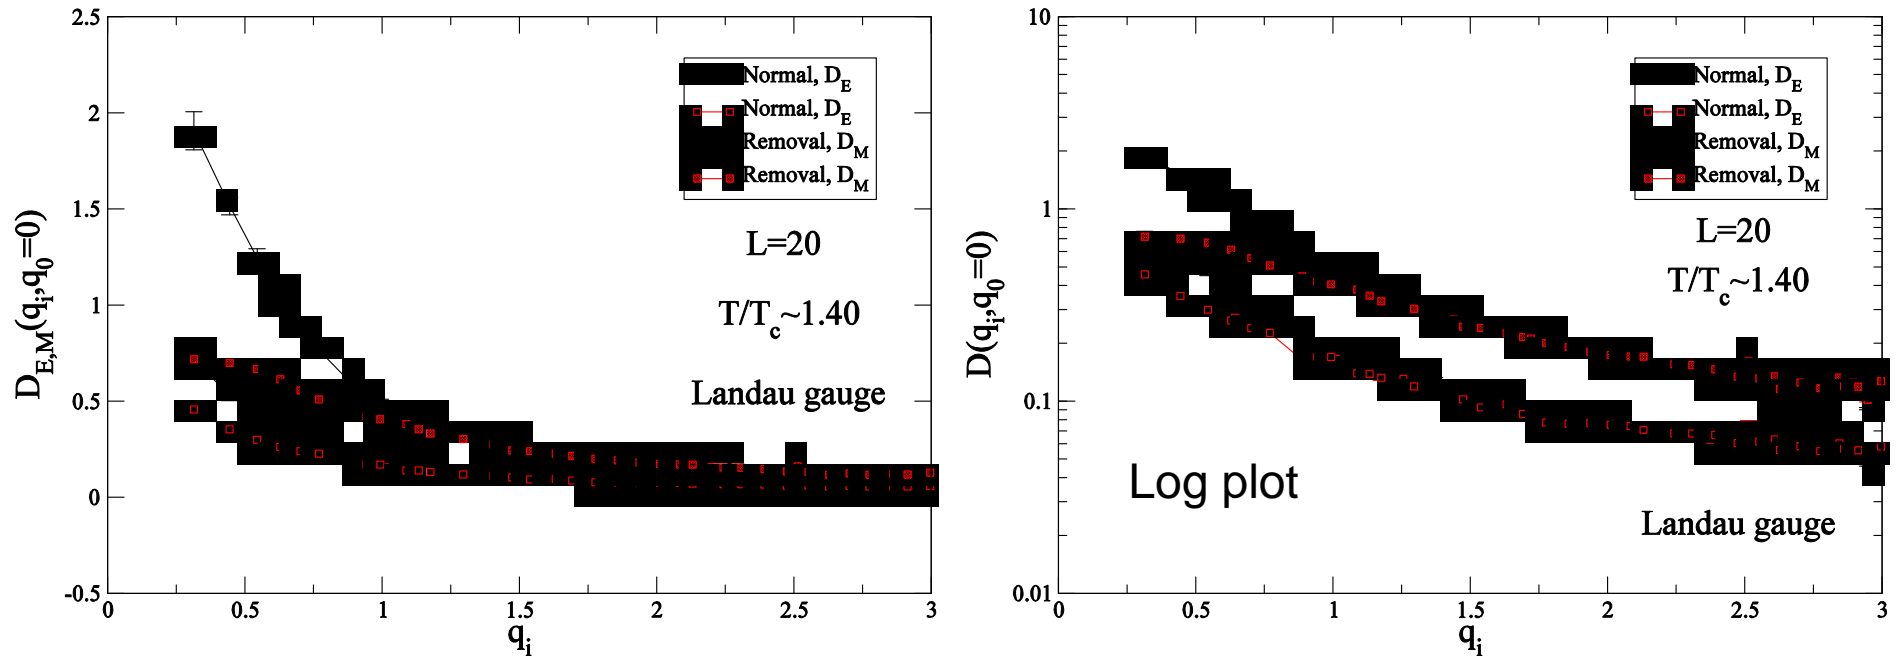 2.5
2
1.5
1
0.5
0
-0.5
0
0.5
1
1.5
2
2.5
3
D_{E,M}(q_i,q_0=0)
q_i
Normal, D_E
Normal, D_E
Removal, D_M
Removal, D_M
L=20
T/T_c~1.40
Landau gauge
10
1
0.1
0.01
0
0.5
1
1.5
2
2.5
3
D(q_i,q_0=0)
q_i
Normal, D_E
Normal, D_E
Removal, D_M
Removal, D_M
L=20
T/T_c~1.40
Log plot
Landau gauge